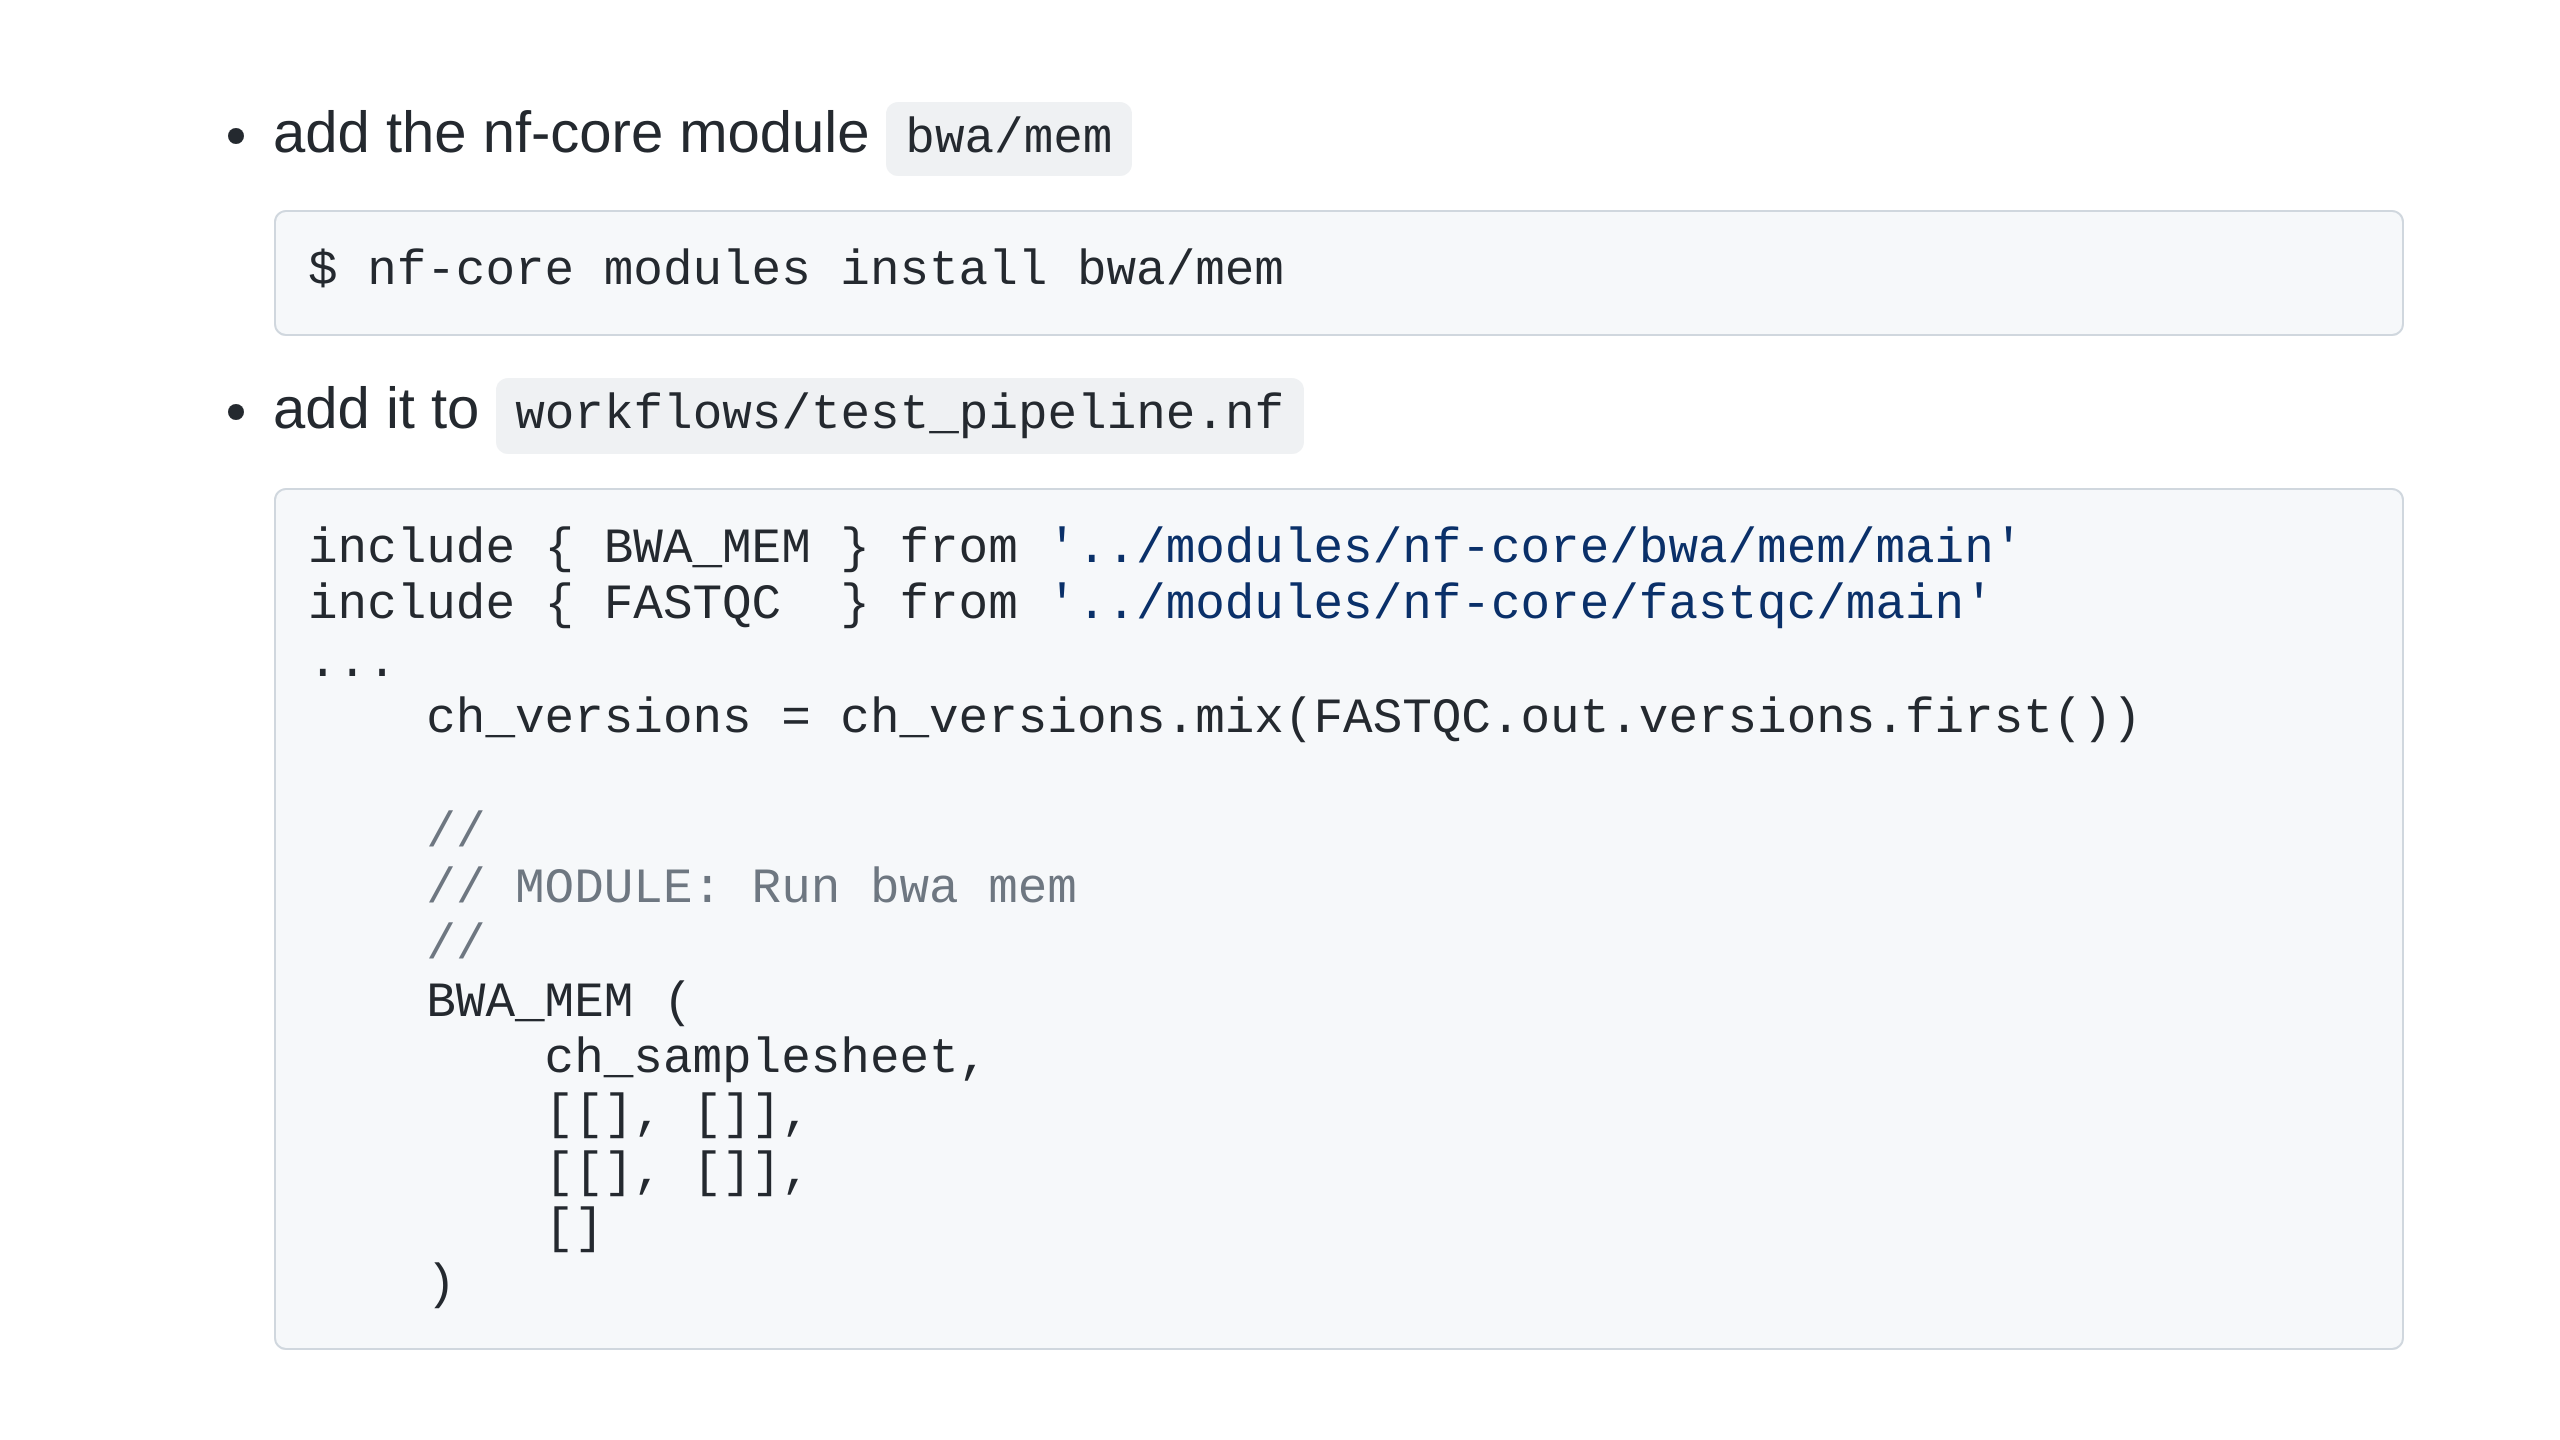 • add the nf-core module bwa/mem
$ nf-core modules install bwa/mem
• add it to workflows/test_pipeline.nf
include { BWA_MEM } from '../modules/nf-core/bwa/mem/main'
include { FASTQC  } from '../modules/nf-core/fastqc/main'
...
    ch_versions = ch_versions.mix(FASTQC.out.versions.first())

    //
    // MODULE: Run bwa mem
    //
    BWA_MEM (
        ch_samplesheet,
        [[], []],
        [[], []],
        []
    )